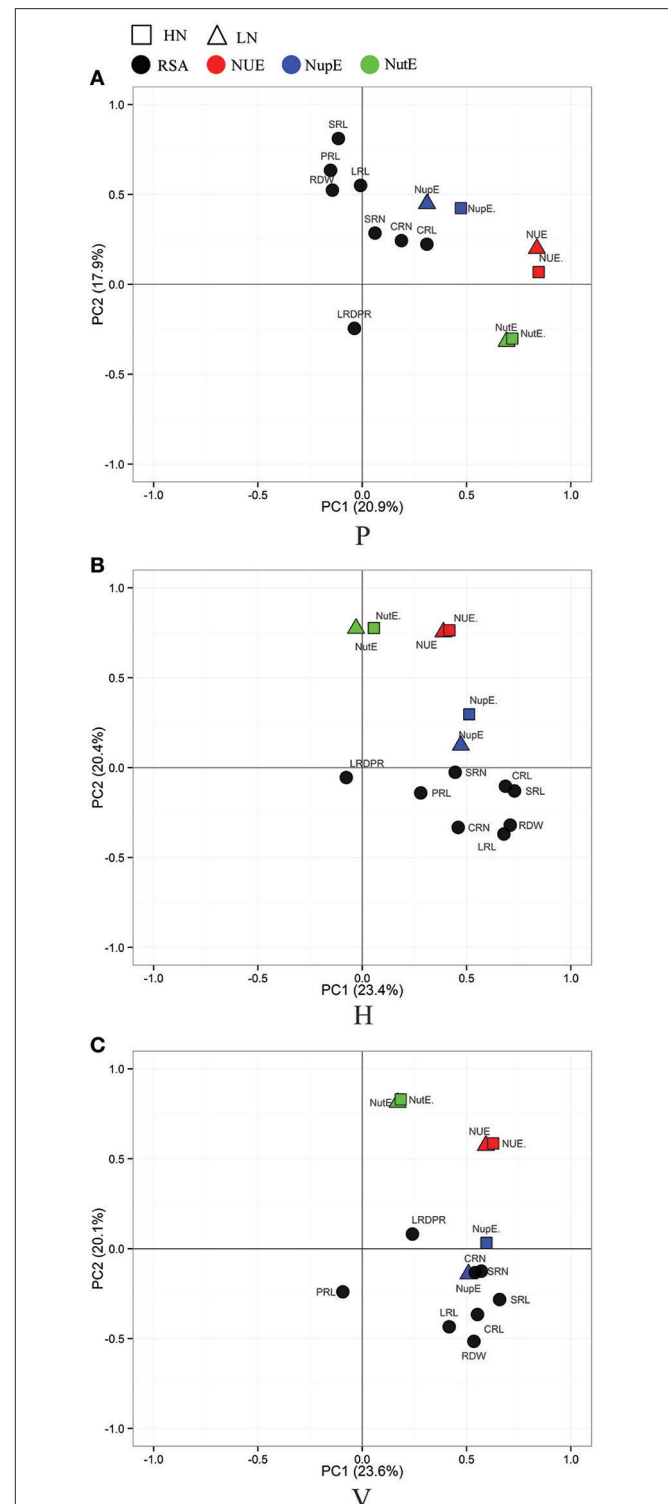 HN LN
RSA NUE NupE NutE
A
1.0
SRL
PRL
LRL
RDW
0.5
NupE
NupE.
SRN
CRN
CRL
NUE
NUE.
PC2 (17.9%)
0.0
LRDPR
NutE
NutE.
-0.5
-1.0
-1.0 -0.5 0.0 0.5 1.0
PC1 (20.9%)
P
B
1.0
NutE.
NUE.
NutE
NUE
0.5
NupE.
NupE
PC2 (20.4%)
0.0
LRDPR
SRN
CRL
PRL
SRL
CRN
RDW
LRL
-0.5
-1.0
-1.0 -0.5 0.0 0.5 1.0
PC1 (23.4%)
H
C
1.0
NutE
NutE.
NUE
NUE.
0.5
LRDPR
NupE.
PC2 (20.1%)
0.0
CRN
SRN
NupE
PRL
SRL
LRL
CRL
RDW
-0.5
-1.0
-1.0 -0.5 0.0 0.5 1.0
PC1 (23.6%)
V